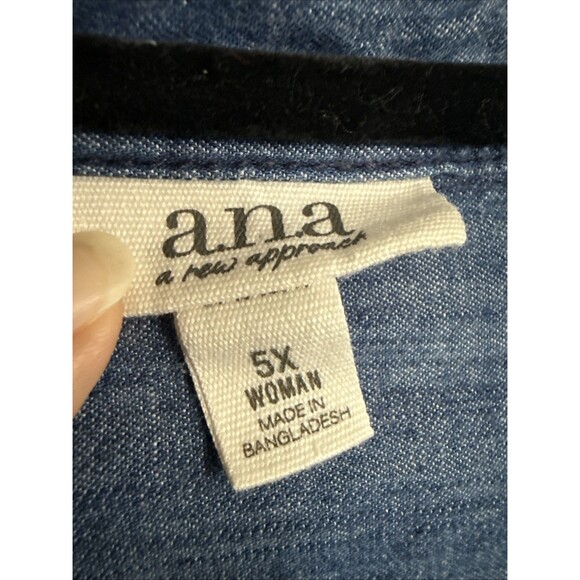 a.n.a
a new approach
5X
WOMAN
MADE IN
BANGLADESH